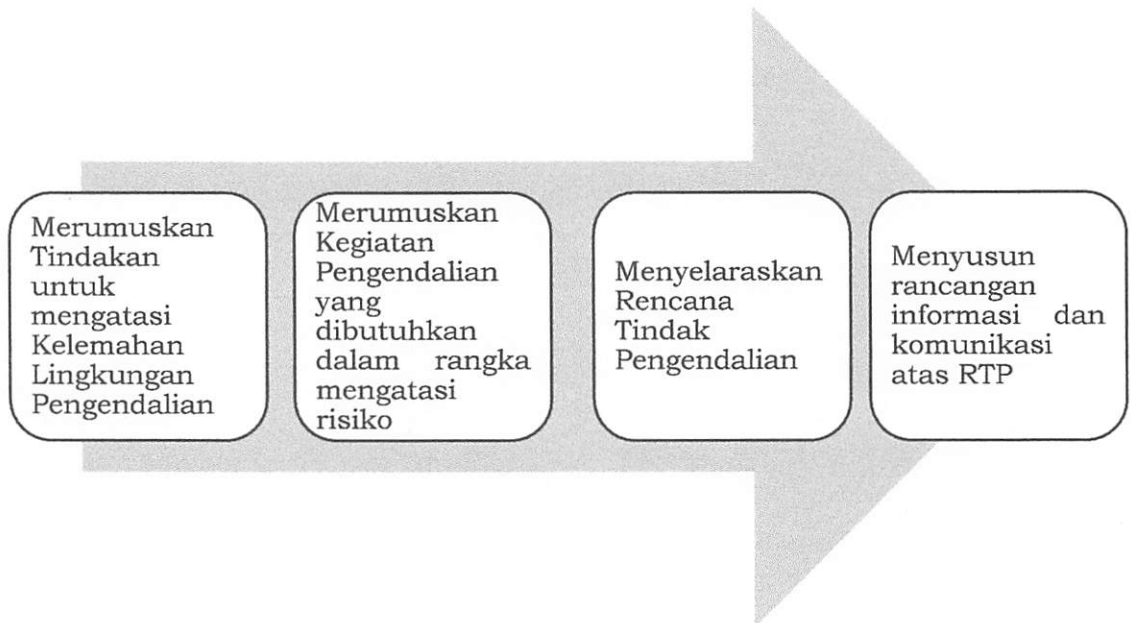 Merumuskan
Tindakan
untuk
mengatasi
Kelemahan
Lingkungan
Pengendalian
Merumuskan
Kegiatan
Pengendalian
yang
dibutuhkan
dalam rangka
mengatasi
risiko
Menyelaraskan
Rencana
Tindak
Pengendalian
Menyusun
rancangan
informasi dan
komunikasi
atas RTP